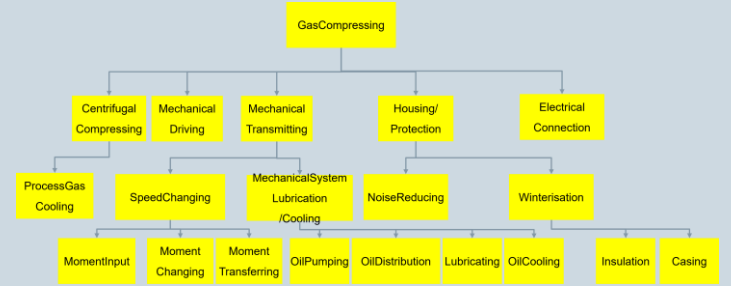 GasCompressing
Centrifugal
Compressing
Mechanical
Driving
Mechanical
Transmitting
Housing/
Protection
Electrical
Connection
ProcessGas
Cooling
SpeedChanging
MechanicalSystem
Lubrication
/Cooling
NoiseReducing
Winterisation
MomentInput
Moment
Changing
Moment
Transferring
OilPumping
OilDistribution
Lubricating
OilCooling
Insulation
Casing